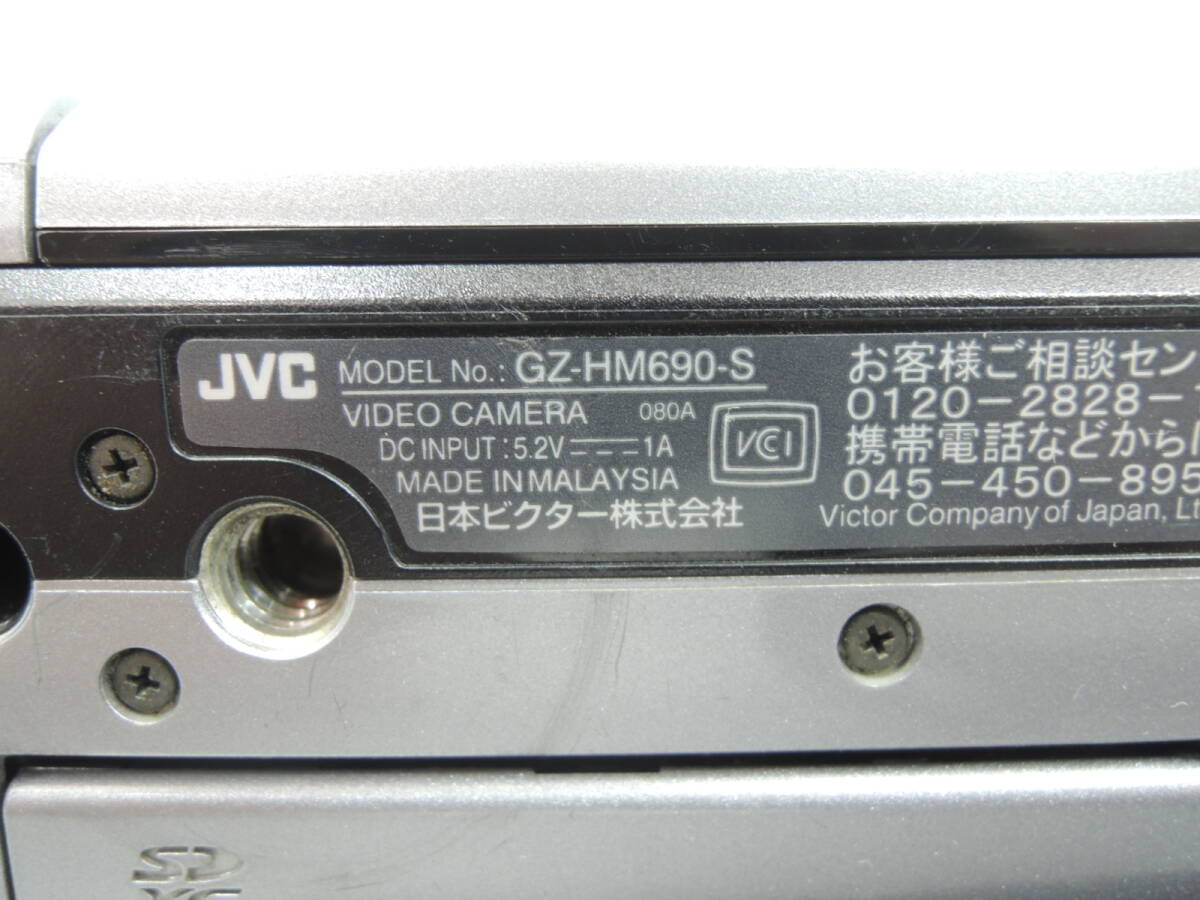 JVC MODEL No.: GZ-HM690-S
VIDEO CAMERA 080A
DC INPUT : 5.2V ⎓ 1A
MADE IN MALAYSIA
日本ビクター株式会社
VCCI
お客様ご相談セン
0120-2828-
携帯電話などから
045-450-895
Victor Company of Japan, Lt
SD
XC